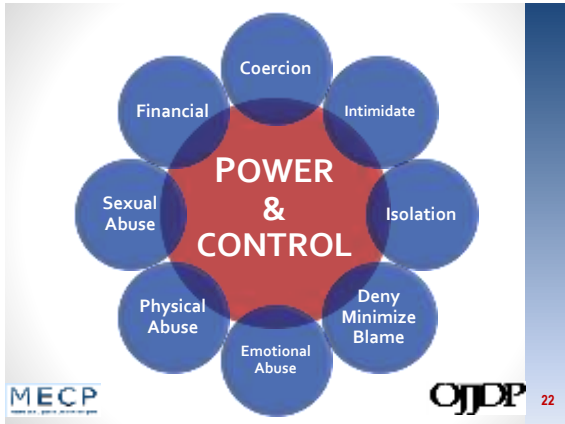 Coercion
Intimidate
Isolation
Deny
Minimize
Blame
Emotional
Abuse
Physical
Abuse
Sexual
Abuse
Financial
POWER
&
CONTROL
MECP
OJJDP
22